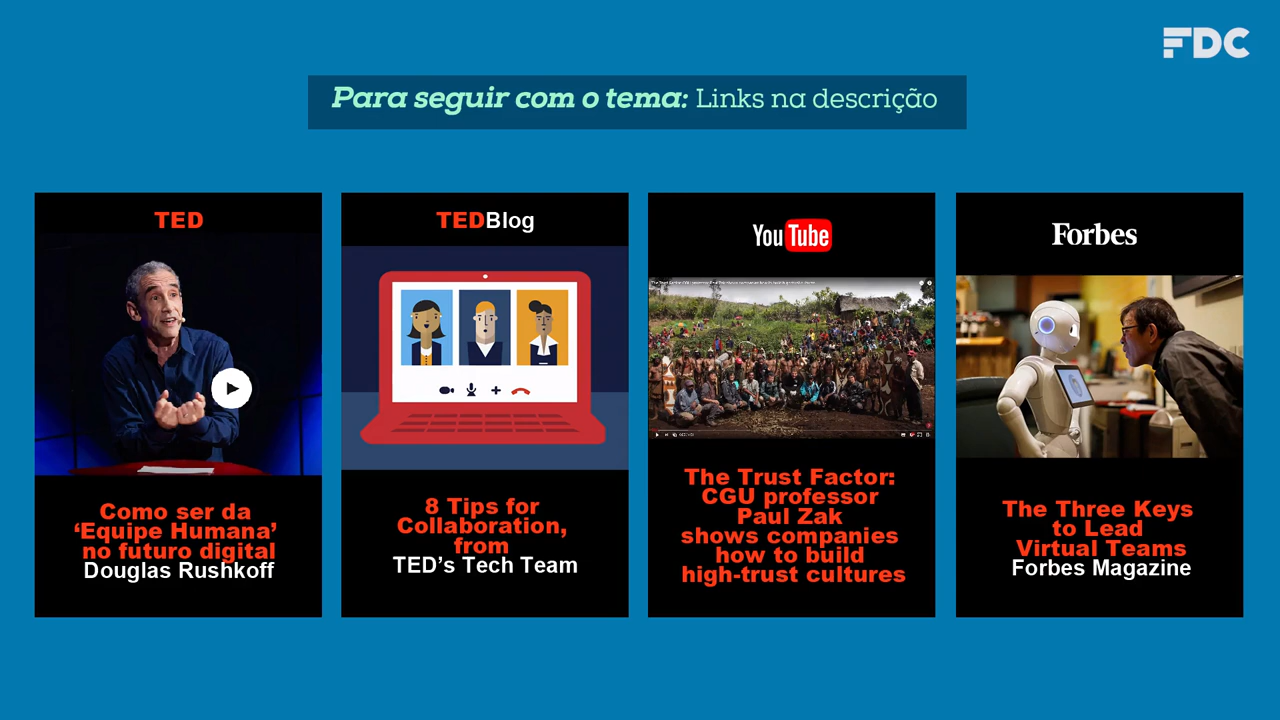 FDC
Para seguir com o tema: Links na descrição
TED
Como ser da
‘Equipe Humana’
no futuro digital
Douglas Rushkoff
TEDBlog
8 Tips for
Collaboration,
from
TED’s Tech Team
YouTube
The Trust Factor:
CGU professor
Paul Zak
shows companies
how to build
high-trust cultures
Forbes
The Three Keys
to Lead
Virtual Teams
Forbes Magazine